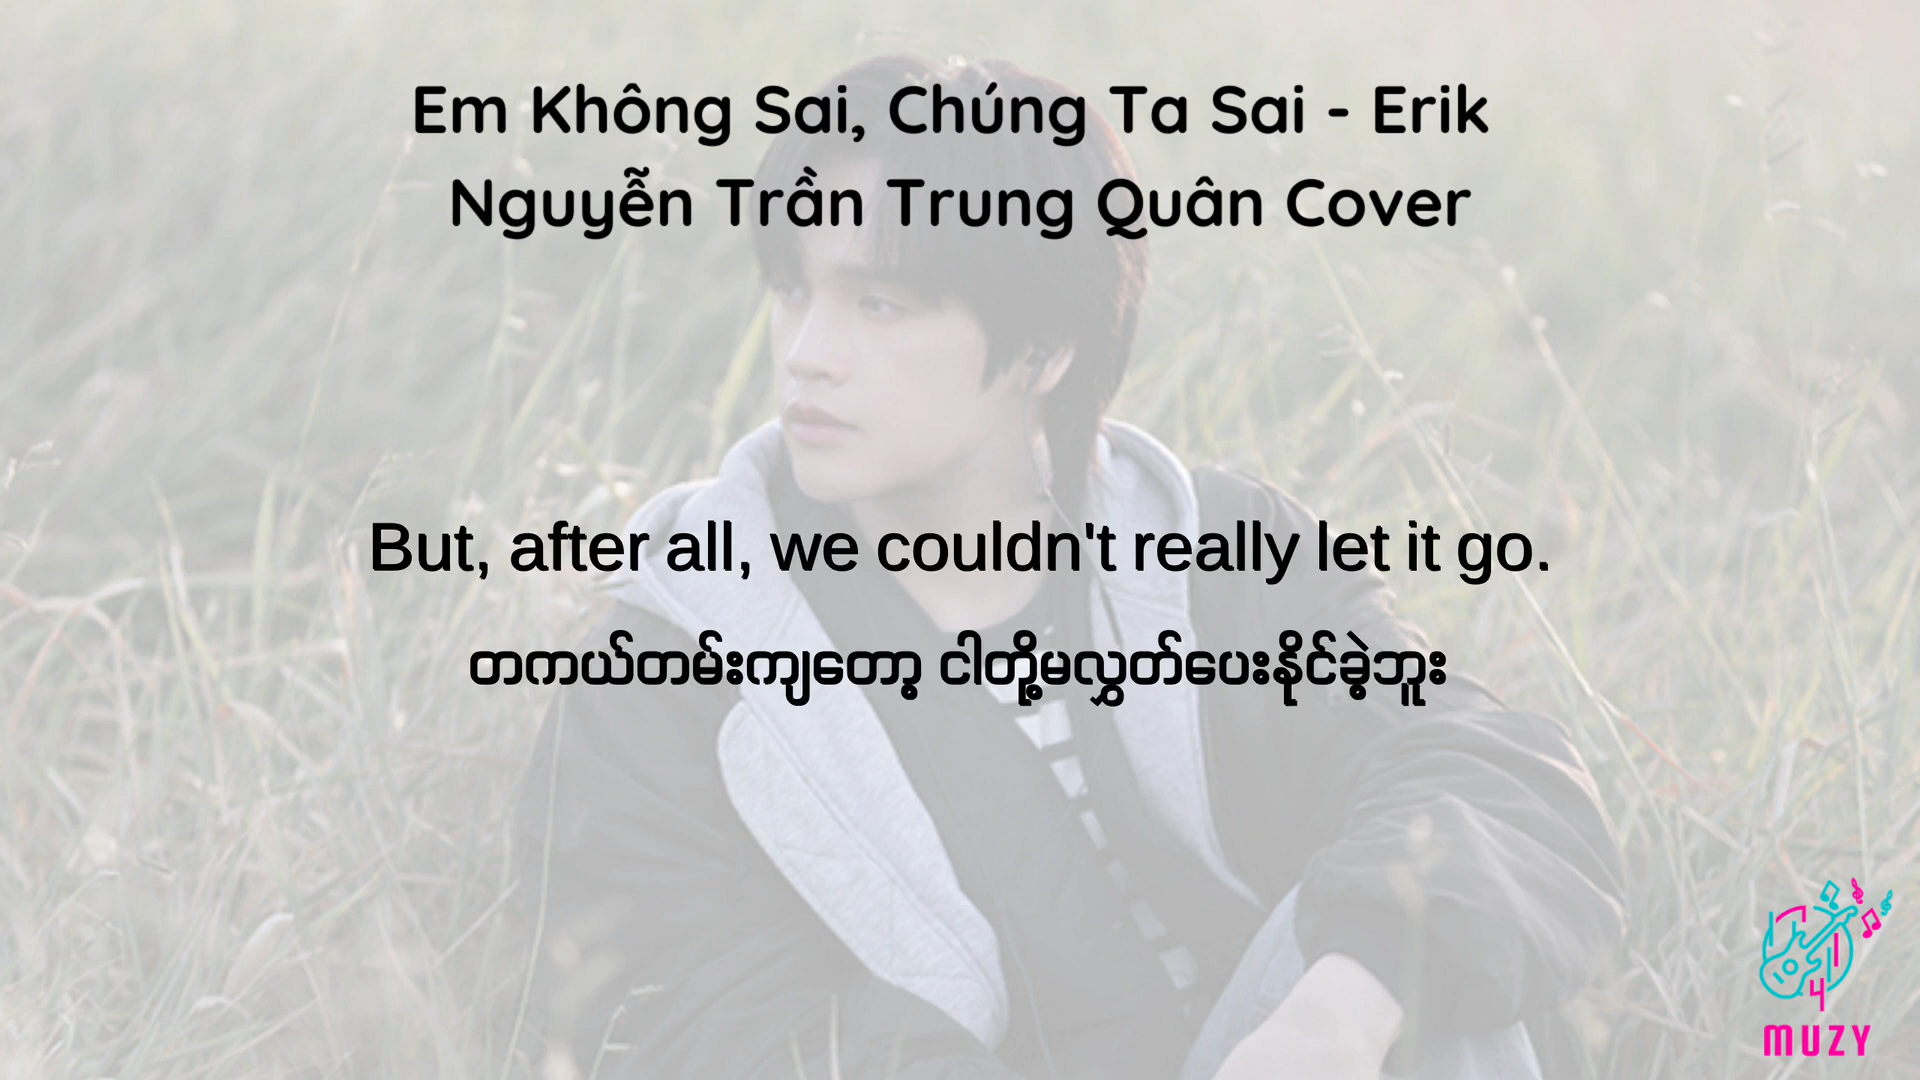 Em Không Sai, Chúng Ta Sai - Erik
Nguyễn Trần Trung Quân Cover
But, after all, we couldn't really let it go.
တကယ်တမ်းကျတော့ ငါတို့မလွှတ်ပေးနိုင်ခဲ့ဘူး
MUZY